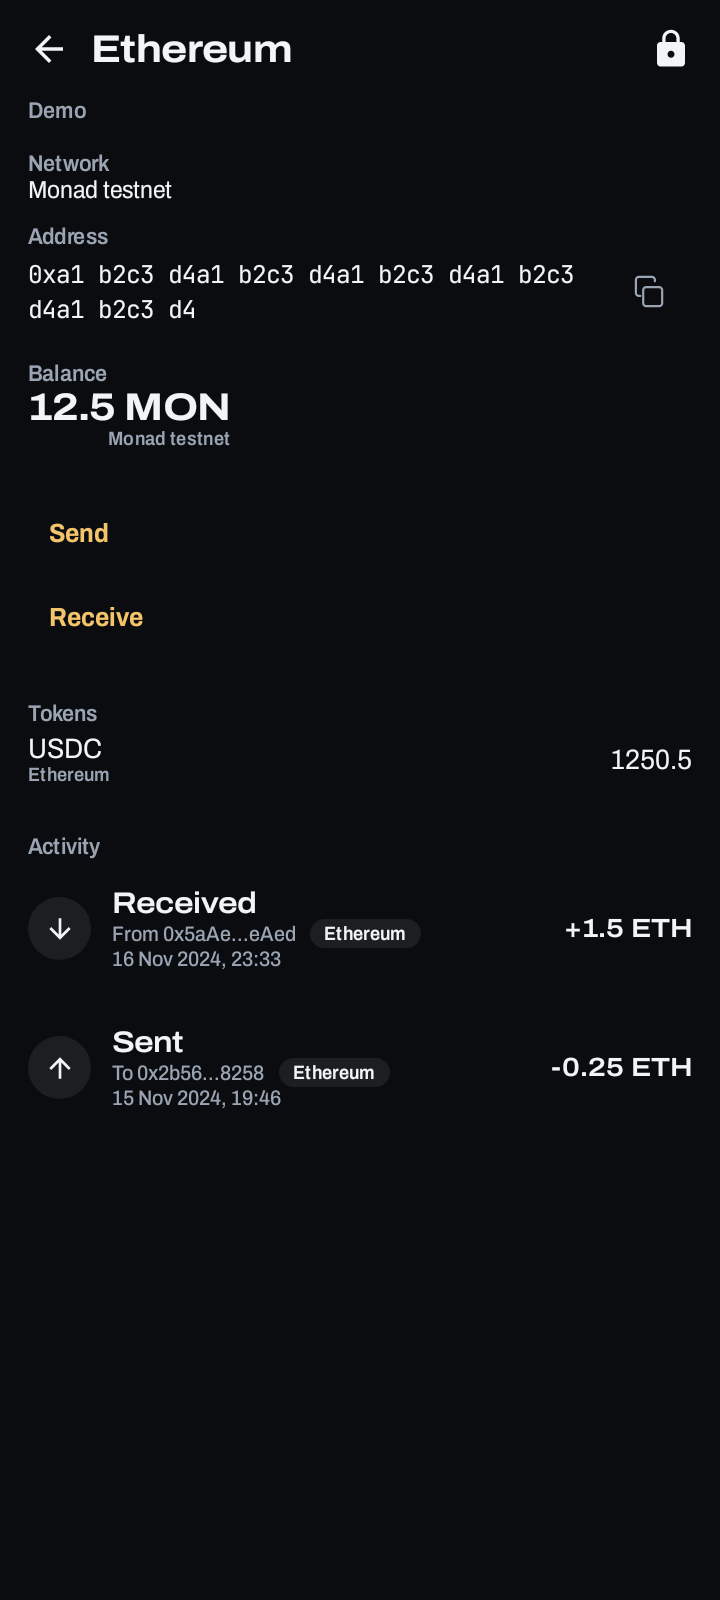 Ethereum
Demo
Network
Monad testnet
Address
0xa1 b2c3 d4a1 b2c3 d4a1 b2c3 d4a1 b2c3
d4a1 b2c3 d4
Balance
12.5 MON
Monad testnet
Send
Receive
Tokens
USDC
Ethereum
1250.5
Activity
Received
From 0x5aAe...eAed Ethereum
16 Nov 2024, 23:33
+1.5 ETH
Sent
To 0x2b56...8258 Ethereum
15 Nov 2024, 19:46
-0.25 ETH